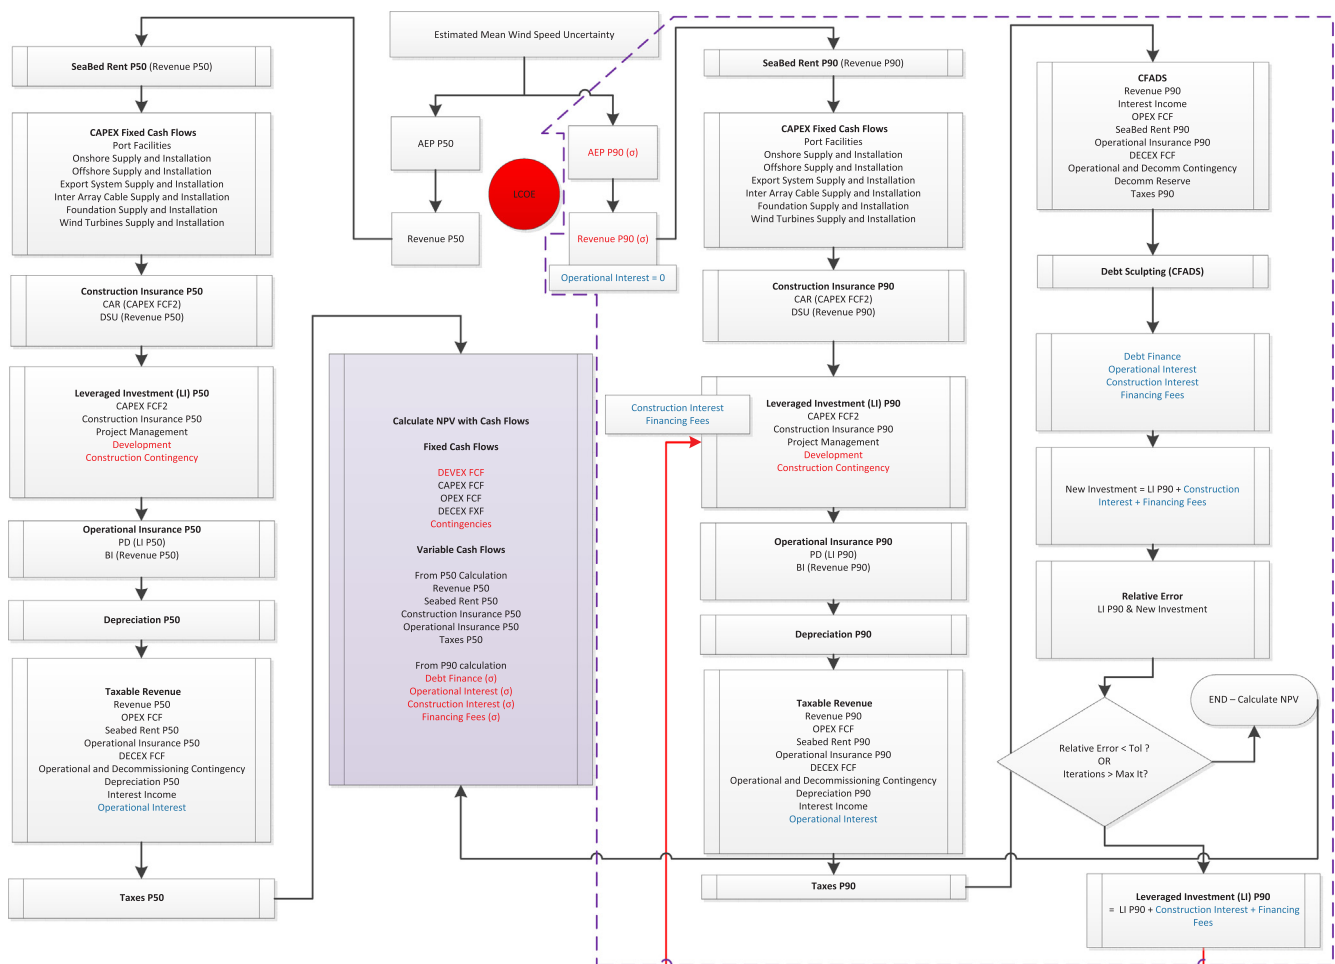 Estimated Mean Wind Speed Uncertainty
AEP P50
Revenue P50
AEP P90 (σ)
Revenue P90 (σ)
Operational Interest = 0
LCOE
SeaBed Rent P50 (Revenue P50)
CAPEX Fixed Cash Flows
Port Facilities
Onshore Supply and Installation
Offshore Supply and Installation
Export System Supply and Installation
Inter Array Cable Supply and Installation
Foundation Supply and Installation
Wind Turbines Supply and Installation
Construction Insurance P50
CAR (CAPEX FCF2)
DSU (Revenue P50)
Leveraged Investment (LI) P50
CAPEX FCF2
Construction Insurance P50
Project Management
Development
Construction Contingency
Operational Insurance P50
PD (LI P50)
BI (Revenue P50)
Depreciation P50
Taxable Revenue
Revenue P50
OPEX FCF
Seabed Rent P50
Operational Insurance P50
DECEX FCF
Operational and Decommissioning Contingency
Depreciation P50
Interest Income
Operational Interest
Taxes P50
Calculate NPV with Cash Flows
Fixed Cash Flows
DEVEX FCF
CAPEX FCF
OPEX FCF
DECEX FXF
Contingencies
Variable Cash Flows
From P50 Calculation
Revenue P50
Seabed Rent P50
Construction Insurance P50
Operational Insurance P50
Taxes P50
From P90 calculation
Debt Finance (σ)
Operational Interest (σ)
Construction Interest (σ)
Financing Fees (σ)
SeaBed Rent P90 (Revenue P90)
CAPEX Fixed Cash Flows
Port Facilities
Onshore Supply and Installation
Offshore Supply and Installation
Export System Supply and Installation
Inter Array Cable Supply and Installation
Foundation Supply and Installation
Wind Turbines Supply and Installation
Construction Insurance P90
CAR (CAPEX FCF2)
DSU (Revenue P90)
Construction Interest
Financing Fees
Leveraged Investment (LI) P90
CAPEX FCF2
Construction Insurance P90
Project Management
Development
Construction Contingency
Operational Insurance P90
PD (LI P90)
BI (Revenue P90)
Depreciation P90
Taxable Revenue
Revenue P90
OPEX FCF
Seabed Rent P90
Operational Insurance P90
DECEX FCF
Operational and Decommissioning Contingency
Depreciation P90
Interest Income
Operational Interest
Taxes P90
CFADS
Revenue P90
Interest Income
OPEX FCF
SeaBed Rent P90
Operational Insurance P90
DECEX FCF
Operational and Decomm Contingency
Decomm Reserve
Taxes P90
Debt Sculpting (CFADS)
Debt Finance
Operational Interest
Construction Interest
Financing Fees
New Investment = LI P90 + Construction
Interest + Financing Fees
Relative Error
LI P90 & New Investment
Relative Error < Tol ?
OR
Iterations > Max It?
END – Calculate NPV
Leveraged Investment (LI) P90
= LI P90 + Construction Interest + Financing
Fees